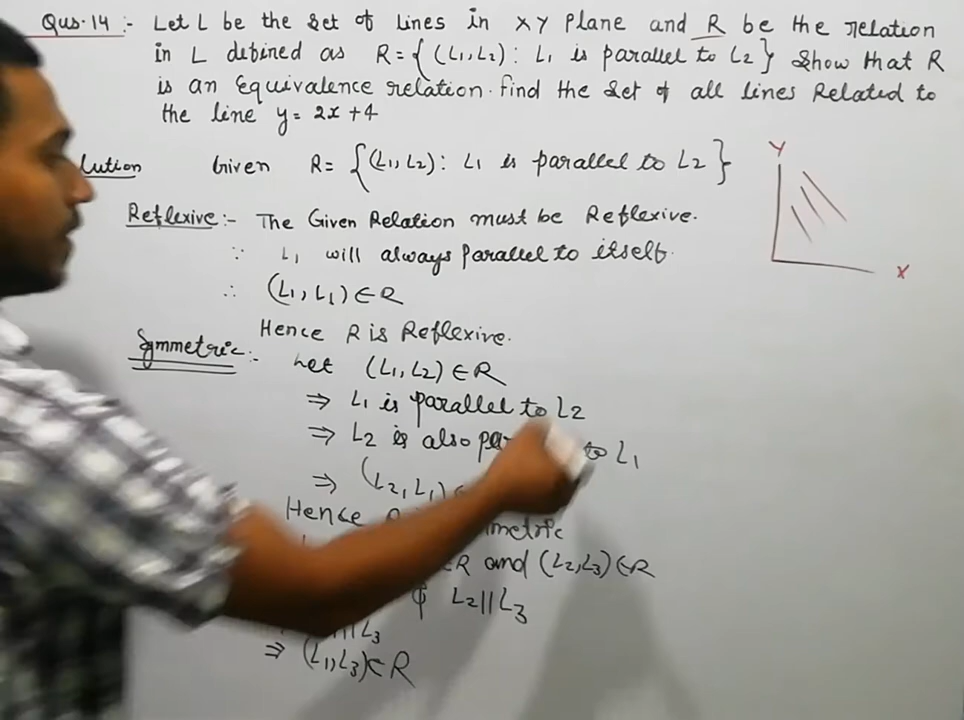 Qus·14 :- Let L be the Set of Lines in XY Plane and R be the relation
in L defined as R={(L1,L2): L1 is parallel to L2} Show that R
is an Equivalence relation. find the Set of all lines Related to
the line y= 2x+4
lution Given R= {(L1,L2): L1 is parallel to L2}
Reflexive:- The Given Relation must be Reflexive.
∵ L1 will always Parallel to itself.
∴ (L1,L1)∈R
Hence R is Reflexive.
Symmetric:- Let (L1,L2)∈R
⇒ L1 is parallel to L2
⇒ L2 is also to L1
⇒ (L2,L1)
Hence
∈R and (L2,L3)∈R
L2||L3
L3
⇒ (L1,L3)∈R
Y
X